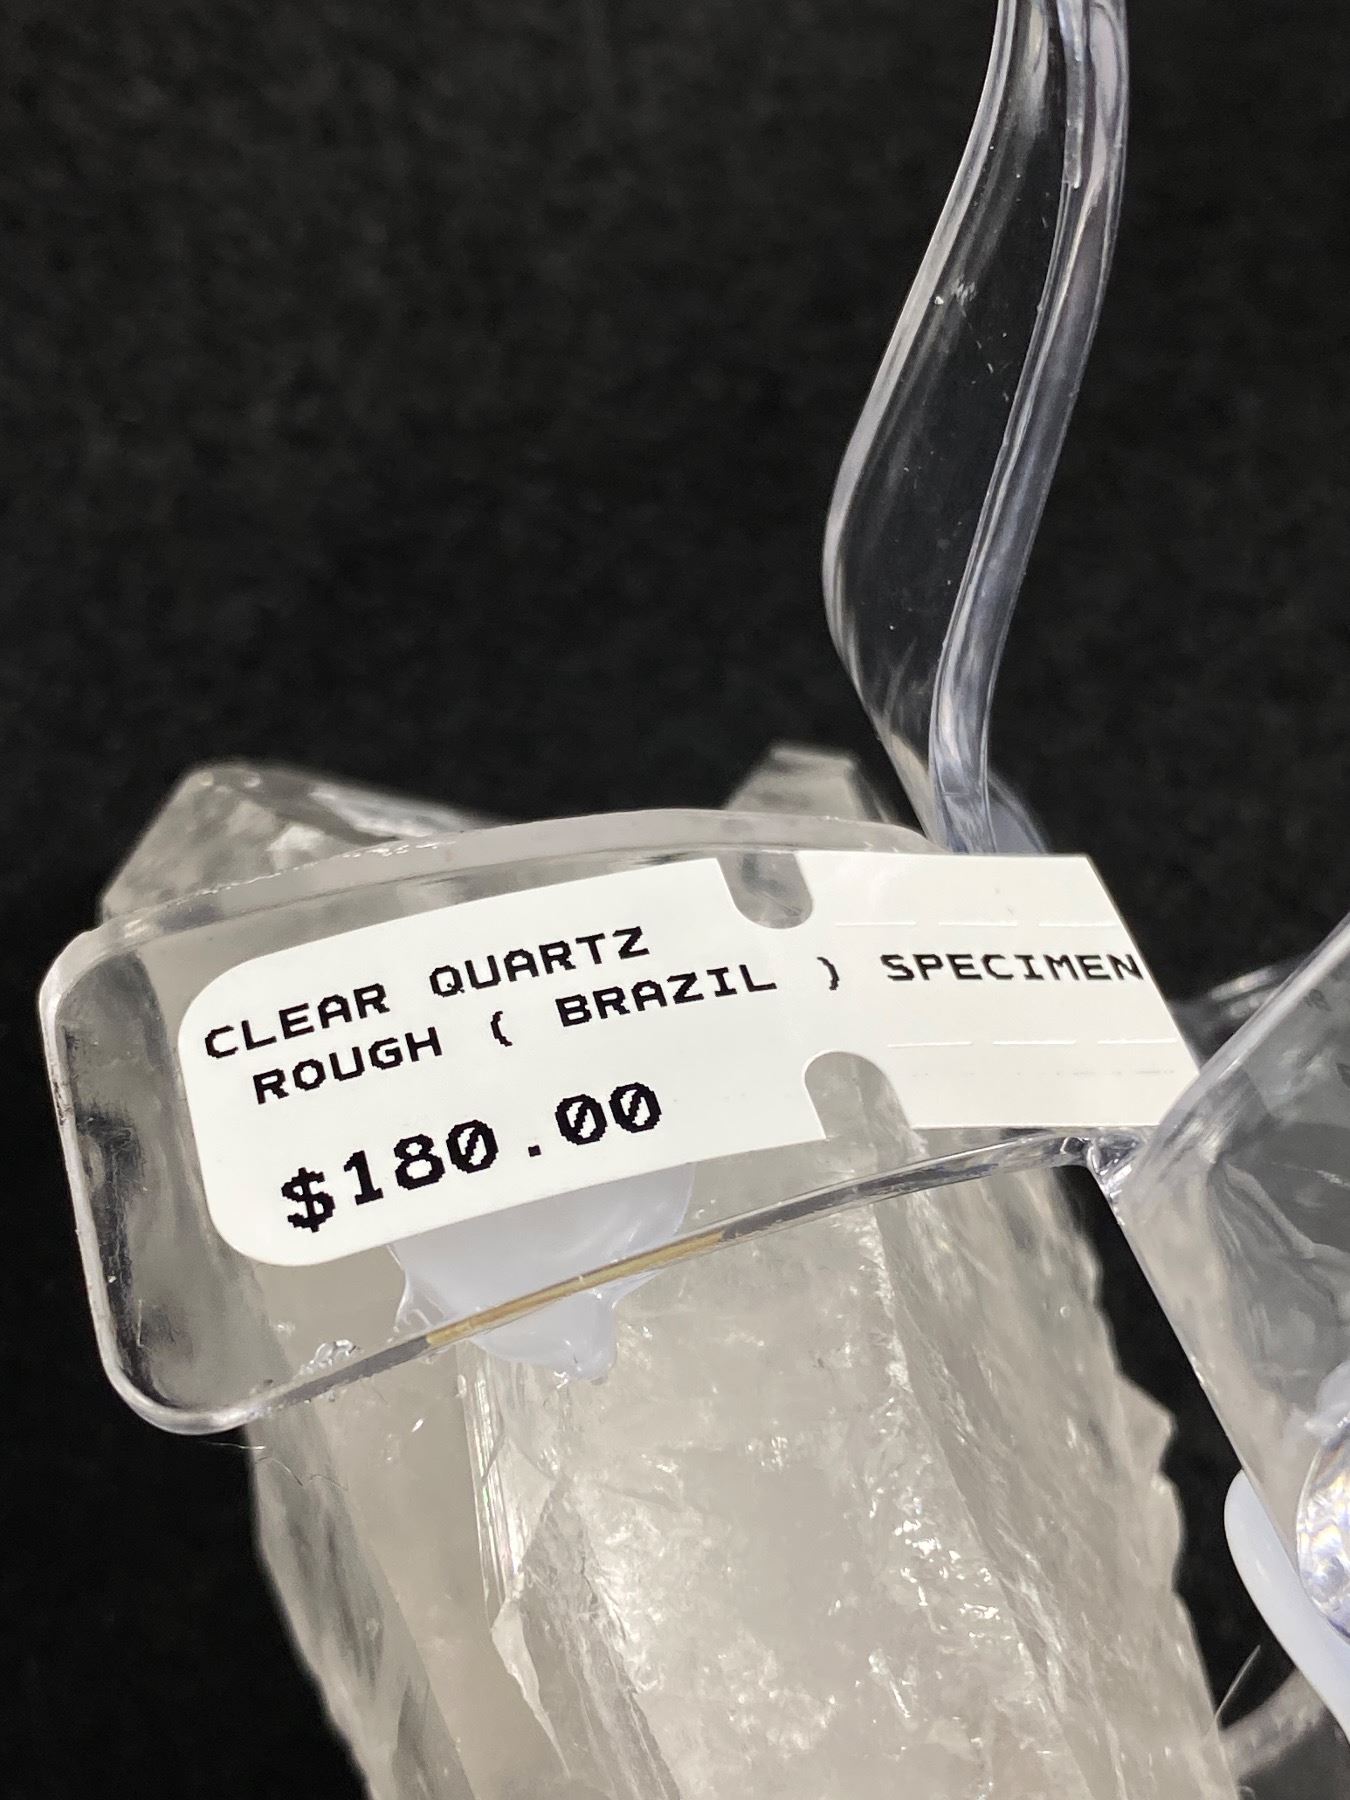 CLEAR QUARTZ
ROUGH ( BRAZIL ) SPECIMEN
$180.00